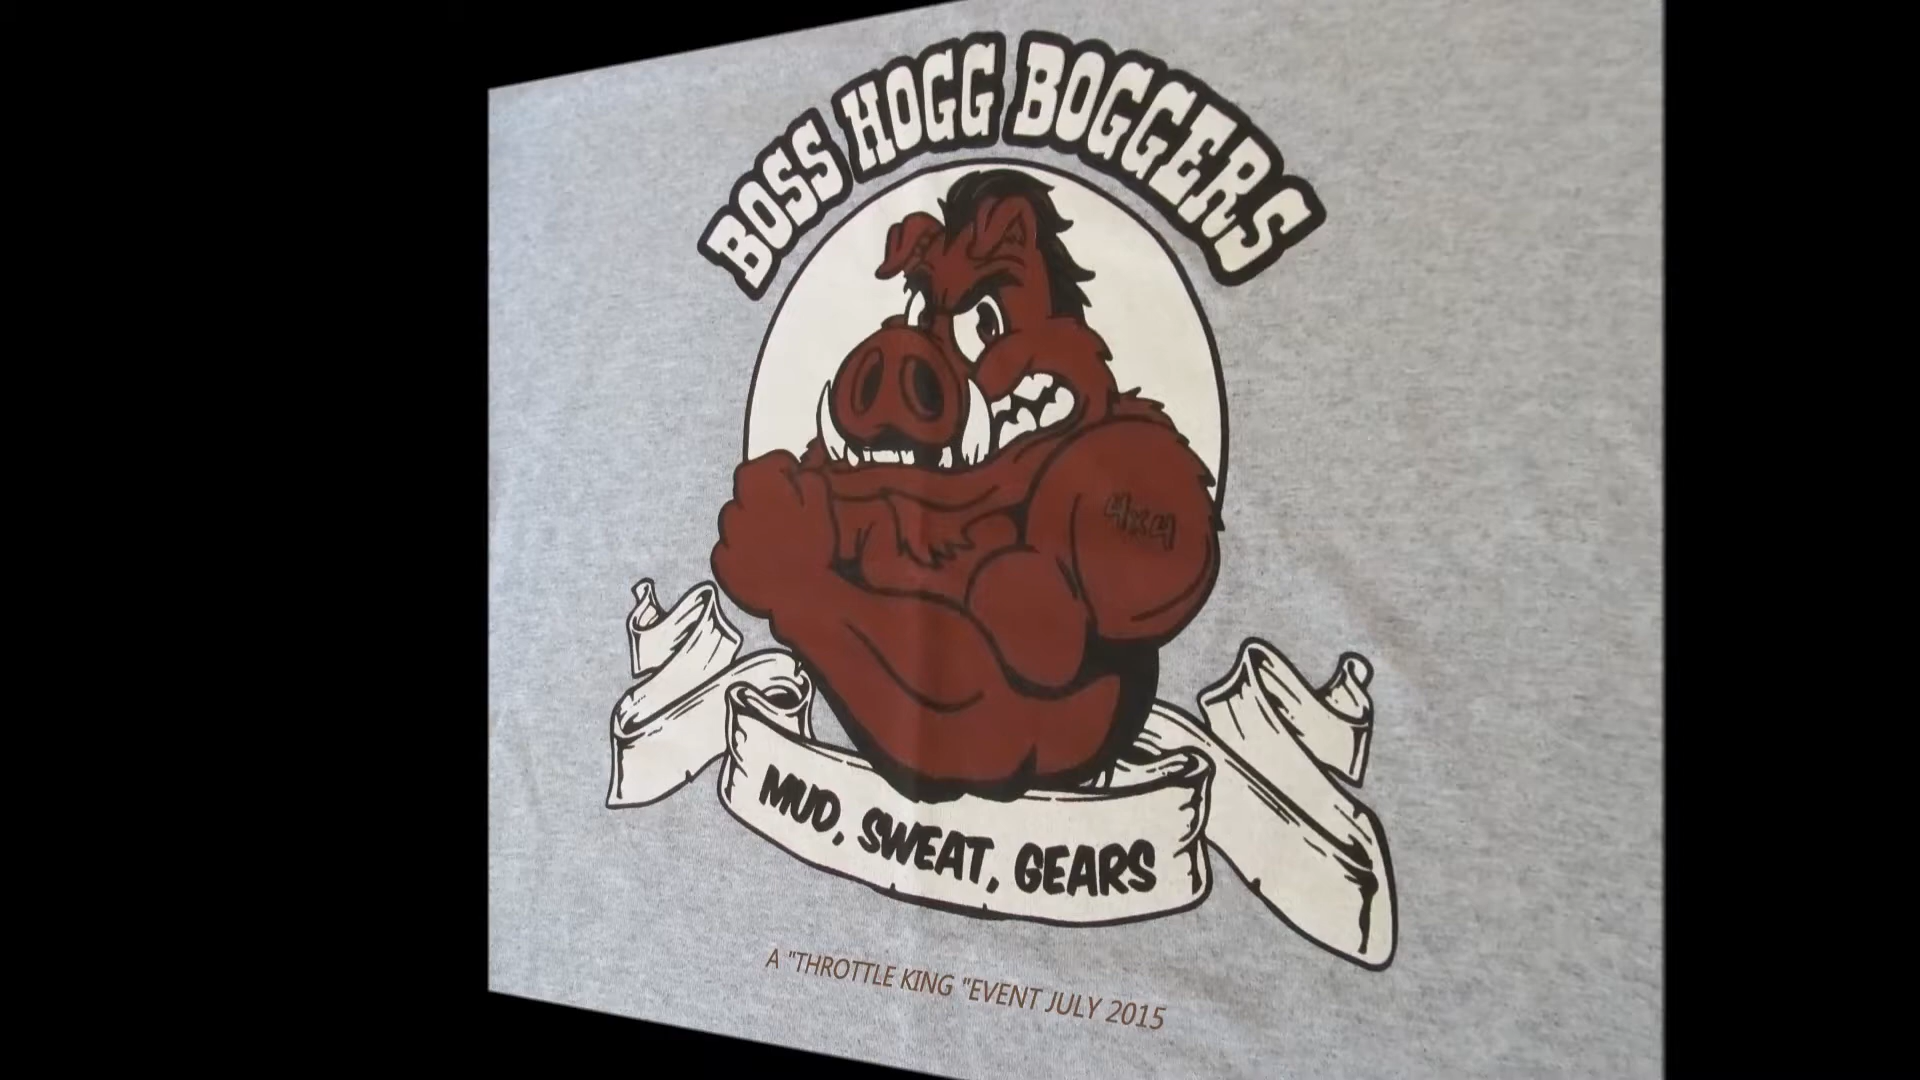 BOSS HOGG BOGGERS
4x4
MUD, SWEAT, GEARS
A "THROTTLE KING "EVENT JULY 2015